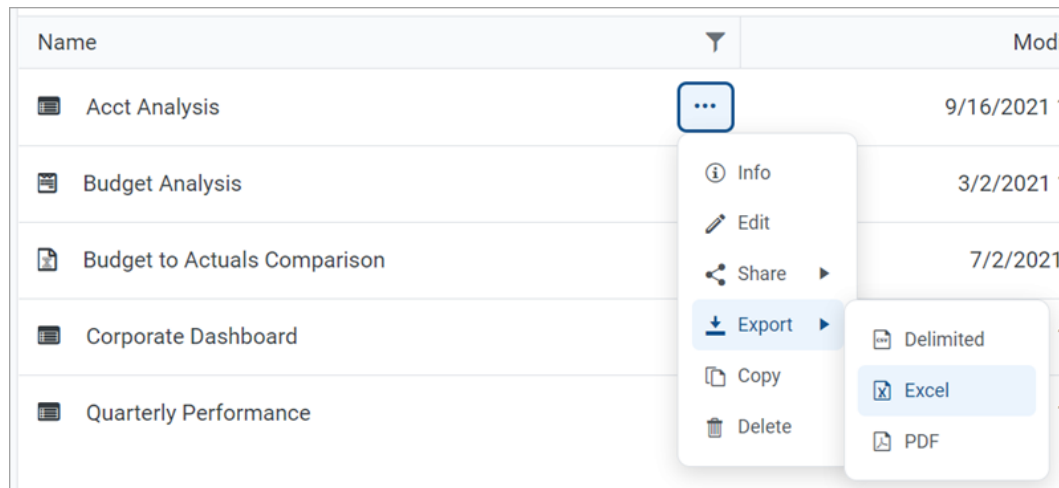 Name Mod
Acct Analysis ... 9/16/2021
Info
Budget Analysis 3/2/2021
Edit
Budget to Actuals Comparison 7/2/2021
Share
Export
Corporate Dashboard Delimited
Copy
Excel
Quarterly Performance
Delete
PDF